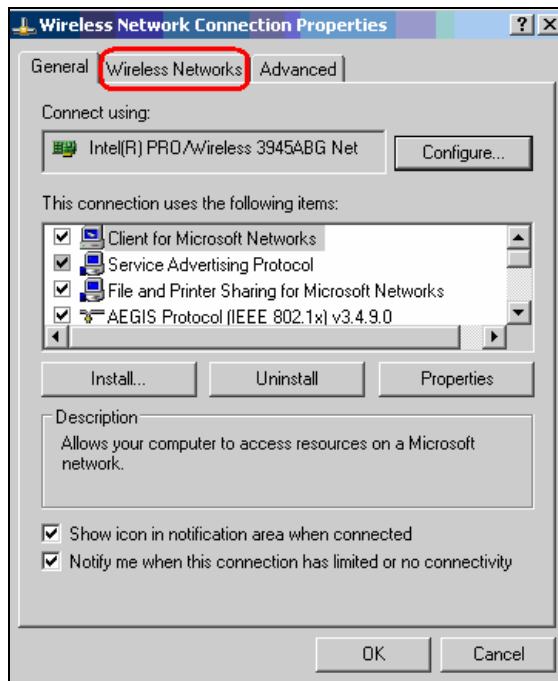 Wireless Network Connection Properties
General Wireless Networks Advanced
Connect using:
Intel(R) PRO/Wireless 3945ABG Net Configure...
This connection uses the following items:
Client for Microsoft Networks
Service Advertising Protocol
File and Printer Sharing for Microsoft Networks
AEGIS Protocol (IEEE 802.1x) v3.4.9.0
Install... Uninstall Properties
Description
Allows your computer to access resources on a Microsoft
network.
Show icon in notification area when connected
Notify me when this connection has limited or no connectivity
OK Cancel